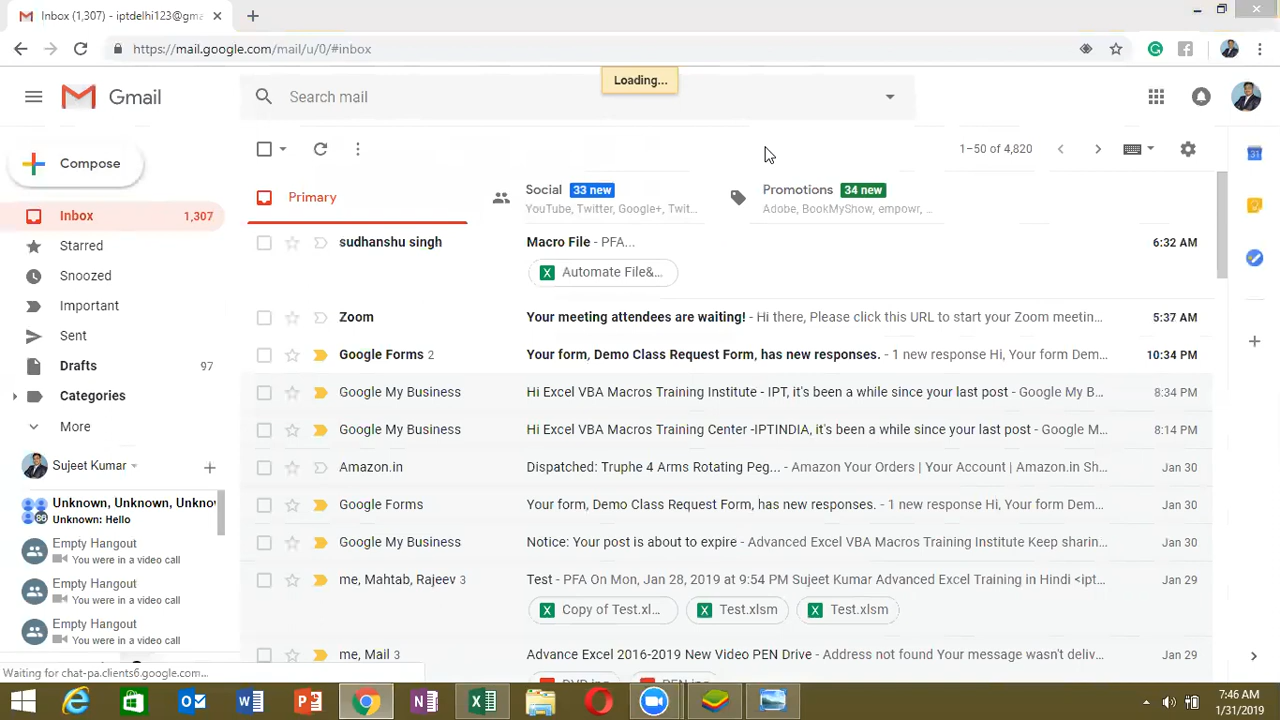 Inbox (1,307) - iptdelhi123@gma
https://mail.google.com/mail/u/0/#inbox
Loading...
Gmail
Search mail
Compose
1–50 of 4,820
Primary
Social 33 new
YouTube, Twitter, Google+, Twit...
Promotions 34 new
Adobe, BookMyShow, empowr, ...
Inbox 1,307
Starred
Snoozed
Important
Sent
Drafts 97
Categories
More
Sujeet Kumar
Unknown, Unknown, Unkno
Unknown: Hello
86
Empty Hangout
You were in a video call
Empty Hangout
You were in a video call
Empty Hangout
You were in a video call
sudhanshu singh Macro File - PFA... 6:32 AM
Automate File&...
Zoom Your meeting attendees are waiting! - Hi there, Please click this URL to start your Zoom meetin... 5:37 AM
Google Forms 2 Your form, Demo Class Request Form, has new responses. - 1 new response Hi, Your form Dem... 10:34 PM
Google My Business Hi Excel VBA Macros Training Institute - IPT, it's been a while since your last post - Google My B... 8:34 PM
Google My Business Hi Excel VBA Macros Training Center -IPTINDIA, it's been a while since your last post - Google M... 8:14 PM
Amazon.in Dispatched: Truphe 4 Arms Rotating Peg... - Amazon Your Orders | Your Account | Amazon.in Sh... Jan 30
Google Forms Your form, Demo Class Request Form, has new responses. - 1 new response Hi, Your form Dem... Jan 30
Google My Business Notice: Your post is about to expire - Advanced Excel VBA Macros Training Institute Keep sharin... Jan 30
me, Mahtab, Rajeev 3 Test - PFA On Mon, Jan 28, 2019 at 9:54 PM Sujeet Kumar Advanced Excel Training in Hindi <ipt... Jan 29
Copy of Test.xl... Test.xlsm Test.xlsm
me, Mail 3 Advance Excel 2016-2019 New Video PEN Drive - Address not found Your message wasn't deliv... Jan 29
Waiting for chat-pa.clients6.google.com...
31
7:46 AM
1/31/2019